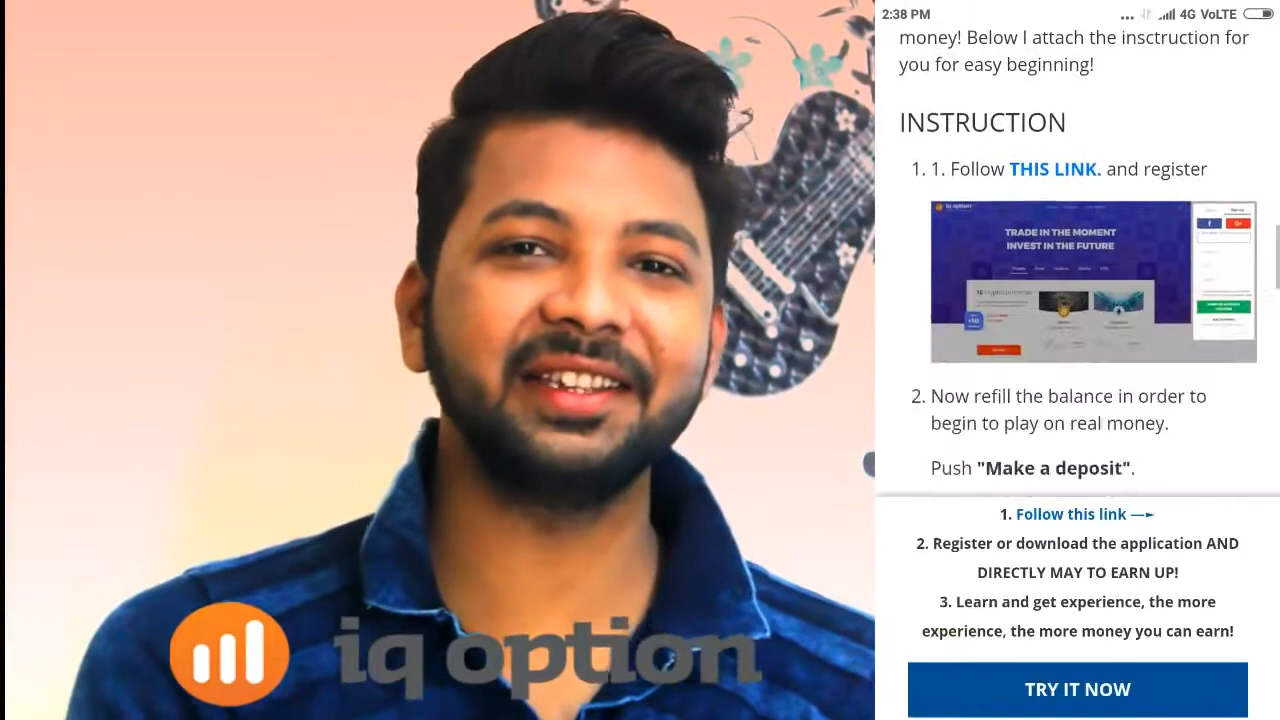 2:38 PM
4G VoLTE
money! Below I attach the insctruction for
you for easy beginning!
INSTRUCTION
1. 1. Follow THIS LINK. and register
iq option
TRADE IN THE MOMENT
INVEST IN THE FUTURE
2. Now refill the balance in order to
begin to play on real money.
Push "Make a deposit".
1. Follow this link —►
2. Register or download the application AND
DIRECTLY MAY TO EARN UP!
3. Learn and get experience, the more
experience, the more money you can earn!
TRY IT NOW
iq option